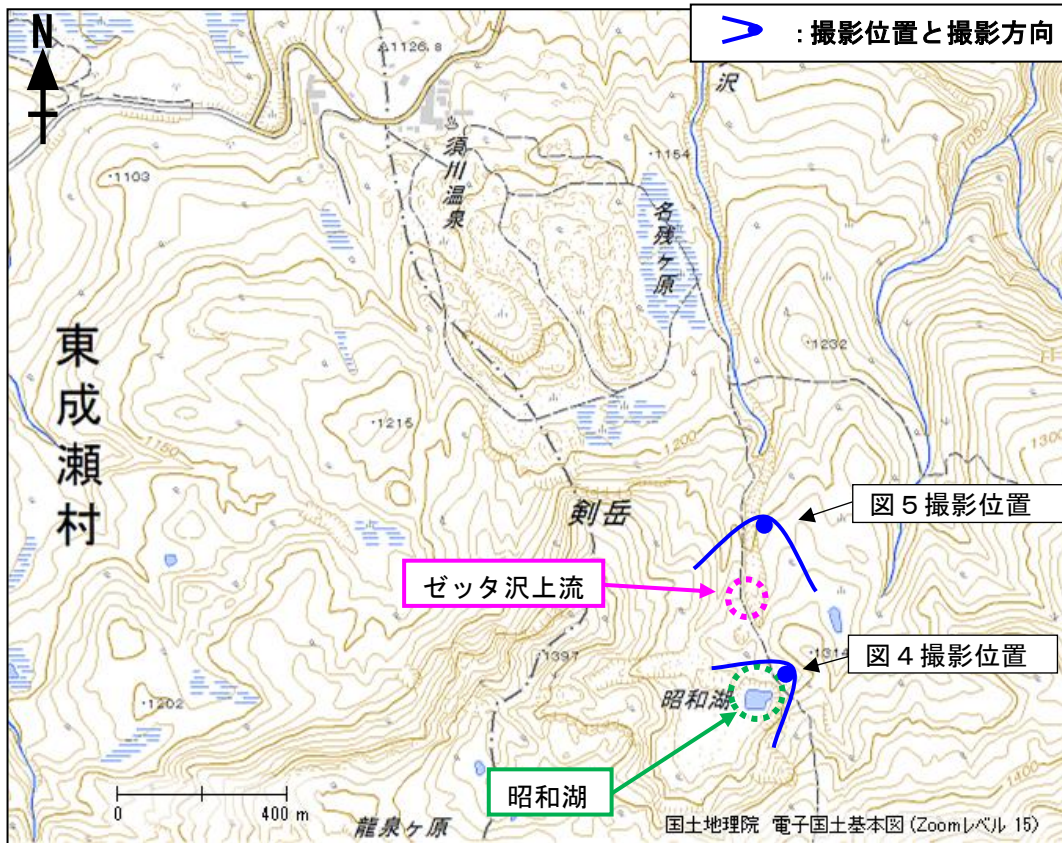 N
:撮影位置と撮影方向
△1126.8
沢
須川温泉
・1154
・1103
名残ヶ原
東成瀬村
・1232
・1215
1150
1200
1300
剣岳
図5撮影位置
ゼッタ沢上流
・1397
・1314
図4撮影位置
昭和湖
・1202
昭和湖
1400
0
400 m
龍泉ヶ原
国土地理院 電子国土基本図(Zoomレベル 15)